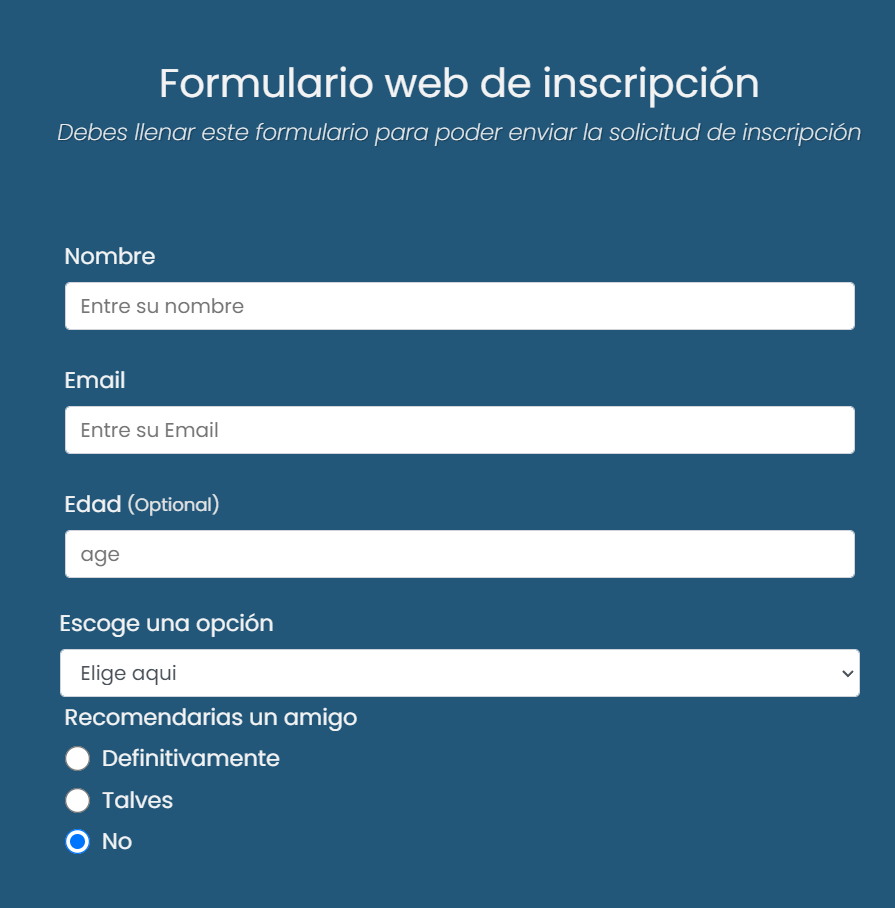 Formulario web de inscripción
Debes llenar este formulario para poder enviar la solicitud de inscripción
Nombre
Entre su nombre
Email
Entre su Email
Edad (Optional)
age
Escoge una opción
Elige aqui
Recomendarias un amigo
Definitivamente
Talves
No